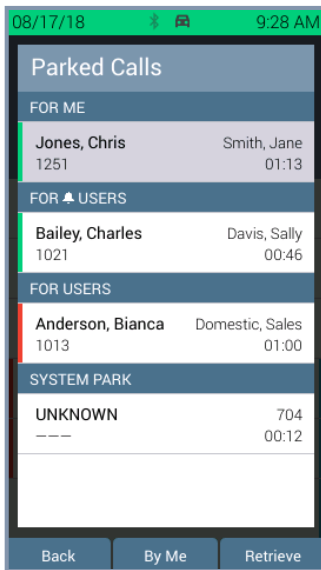 08/17/18 9:28 AM
Parked Calls
FOR ME
Jones, Chris Smith, Jane
1251 01:13
FOR USERS
Bailey, Charles Davis, Sally
1021 00:46
FOR USERS
Anderson, Bianca Domestic, Sales
1013 01:00
SYSTEM PARK
UNKNOWN 704
––– 00:12
Back By Me Retrieve